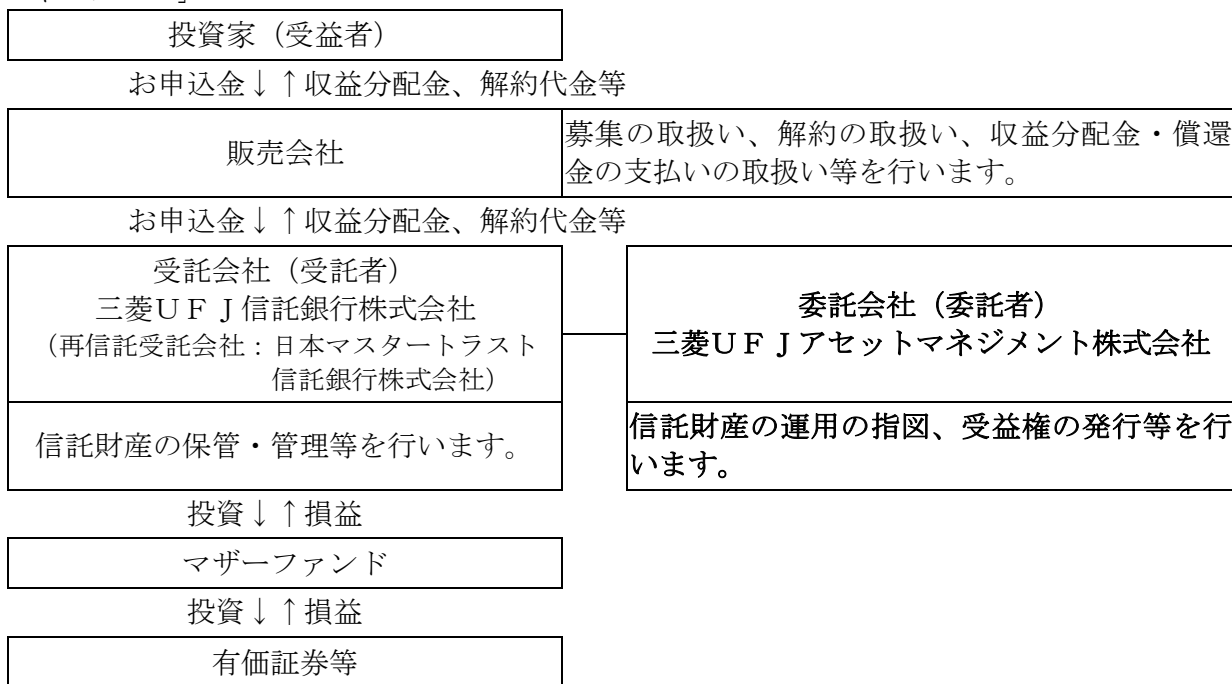 投資家（受益者）
お申込金↓↑収益分配金、解約代金等
販売会社
募集の取扱い、解約の取扱い、収益分配金・償還
金の支払いの取扱い等を行います。
お申込金↓↑収益分配金、解約代金等
受託会社（受託者）
三菱ＵＦＪ信託銀行株式会社
（再信託受託会社：日本マスタートラスト
信託銀行株式会社）
委託会社（委託者）
三菱ＵＦＪアセットマネジメント株式会社
信託財産の保管・管理等を行います。
信託財産の運用の指図、受益権の発行等を行
います。
投資↓↑損益
マザーファンド
投資↓↑損益
有価証券等